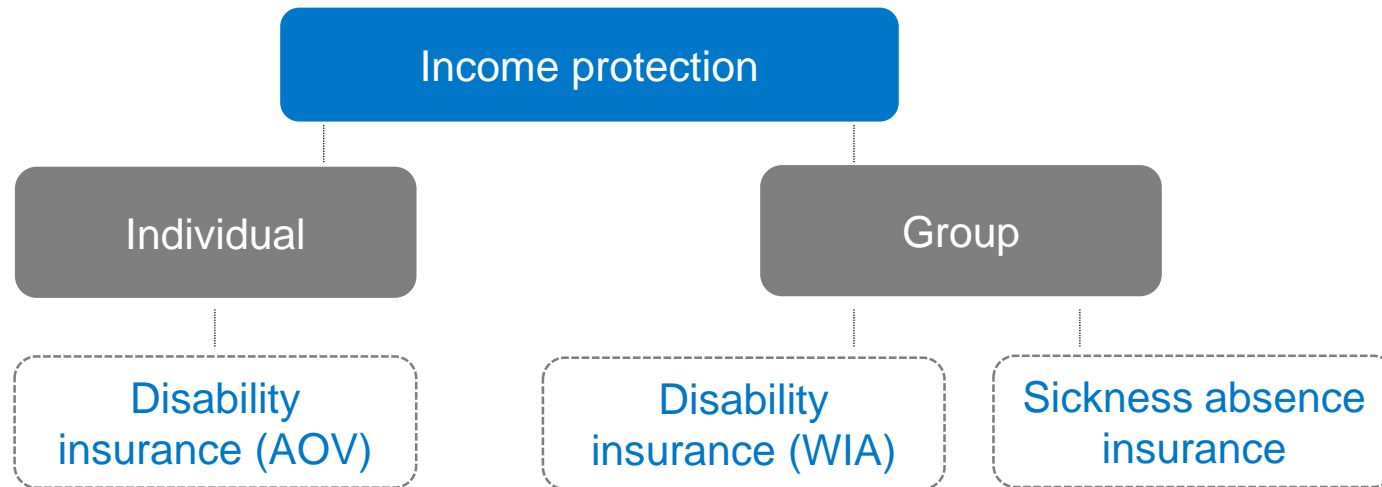 Income protection
Individual
Group
Disability
insurance (AOV)
Disability
insurance (WIA)
Sickness absence
insurance